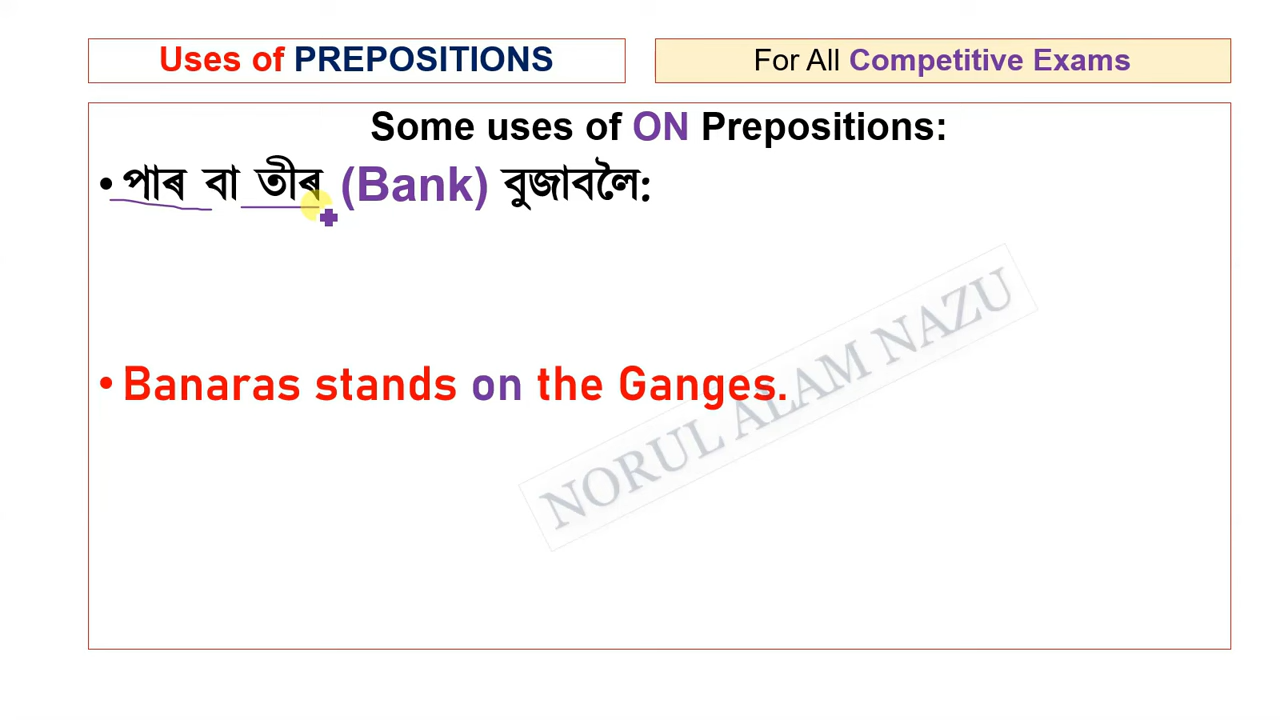 Uses of PREPOSITIONS
For All Competitive Exams
Some uses of ON Prepositions:
• পাৰ বা তীৰ (Bank) বুজাবলৈ:
• Banaras stands on the Ganges.
NORUL ALAM NAZU